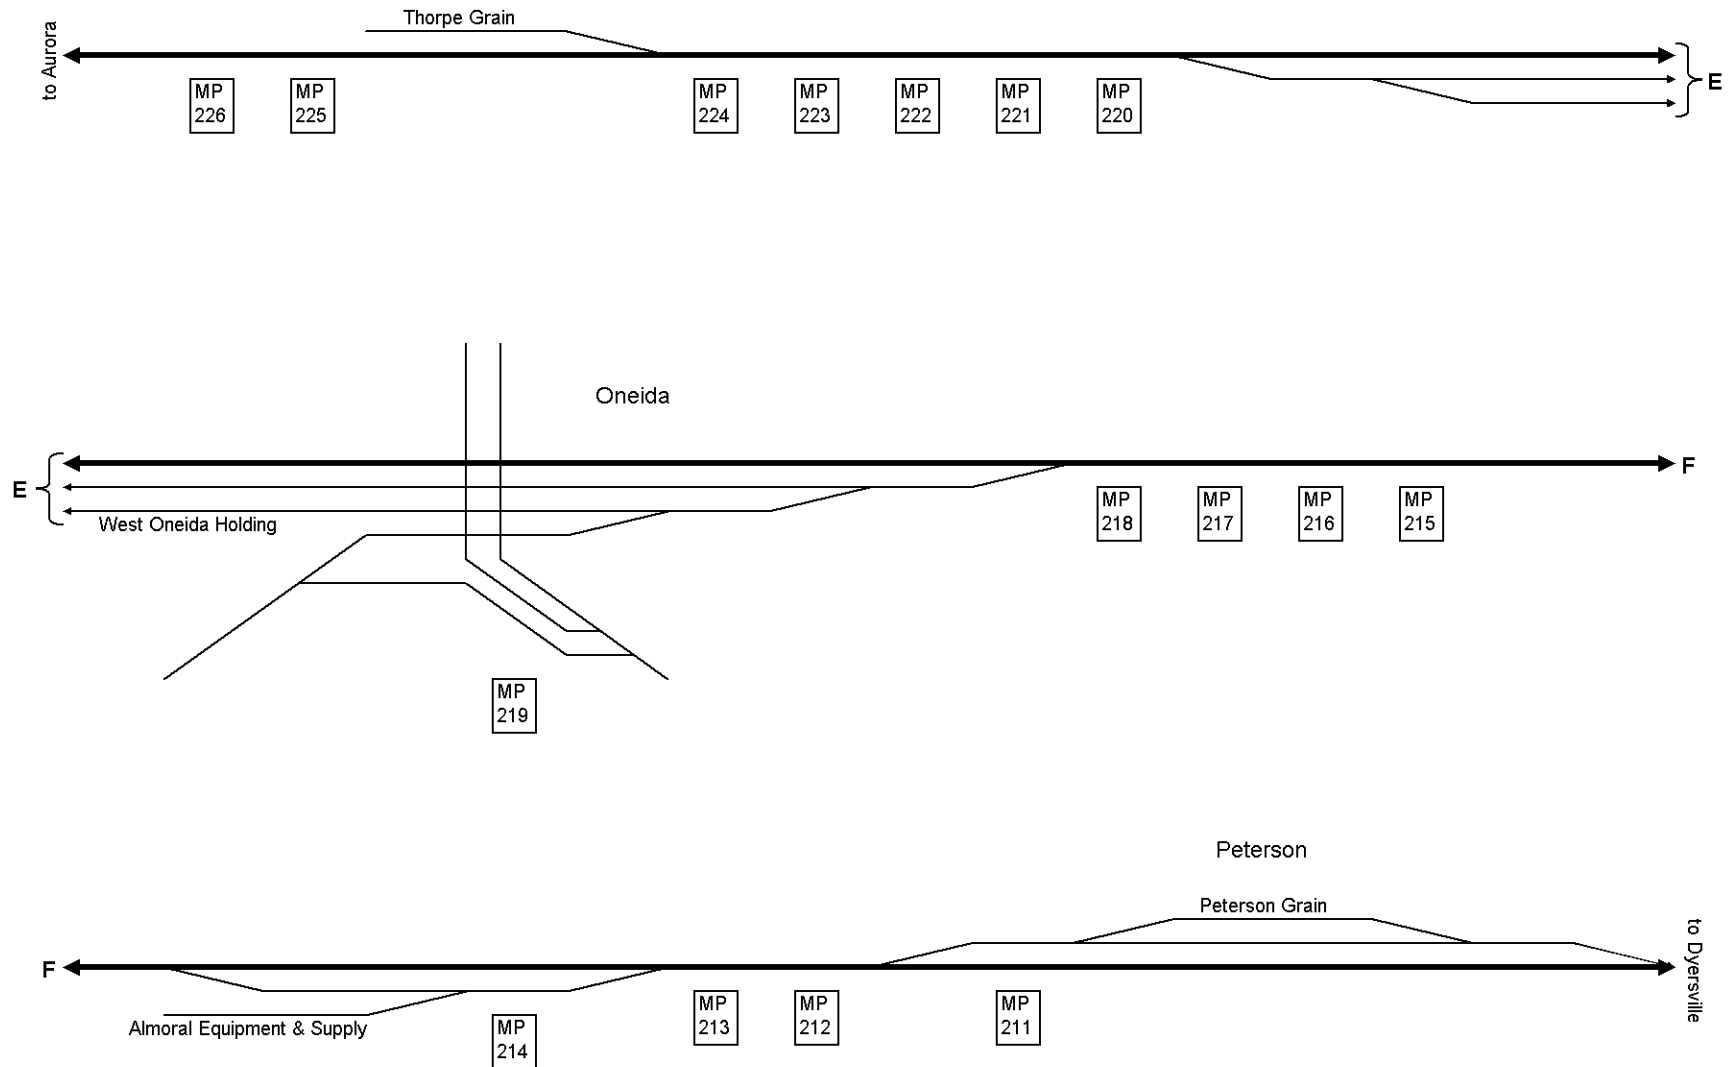 Thorpe Grain
to Aurora
E
MP
226
MP
225
MP
224
MP
223
MP
222
MP
221
MP
220
Oneida
E
F
West Oneida Holding
MP
218
MP
217
MP
216
MP
215
MP
219
Peterson
Peterson Grain
F
to Dyersville
Almoral Equipment & Supply
MP
214
MP
213
MP
212
MP
211